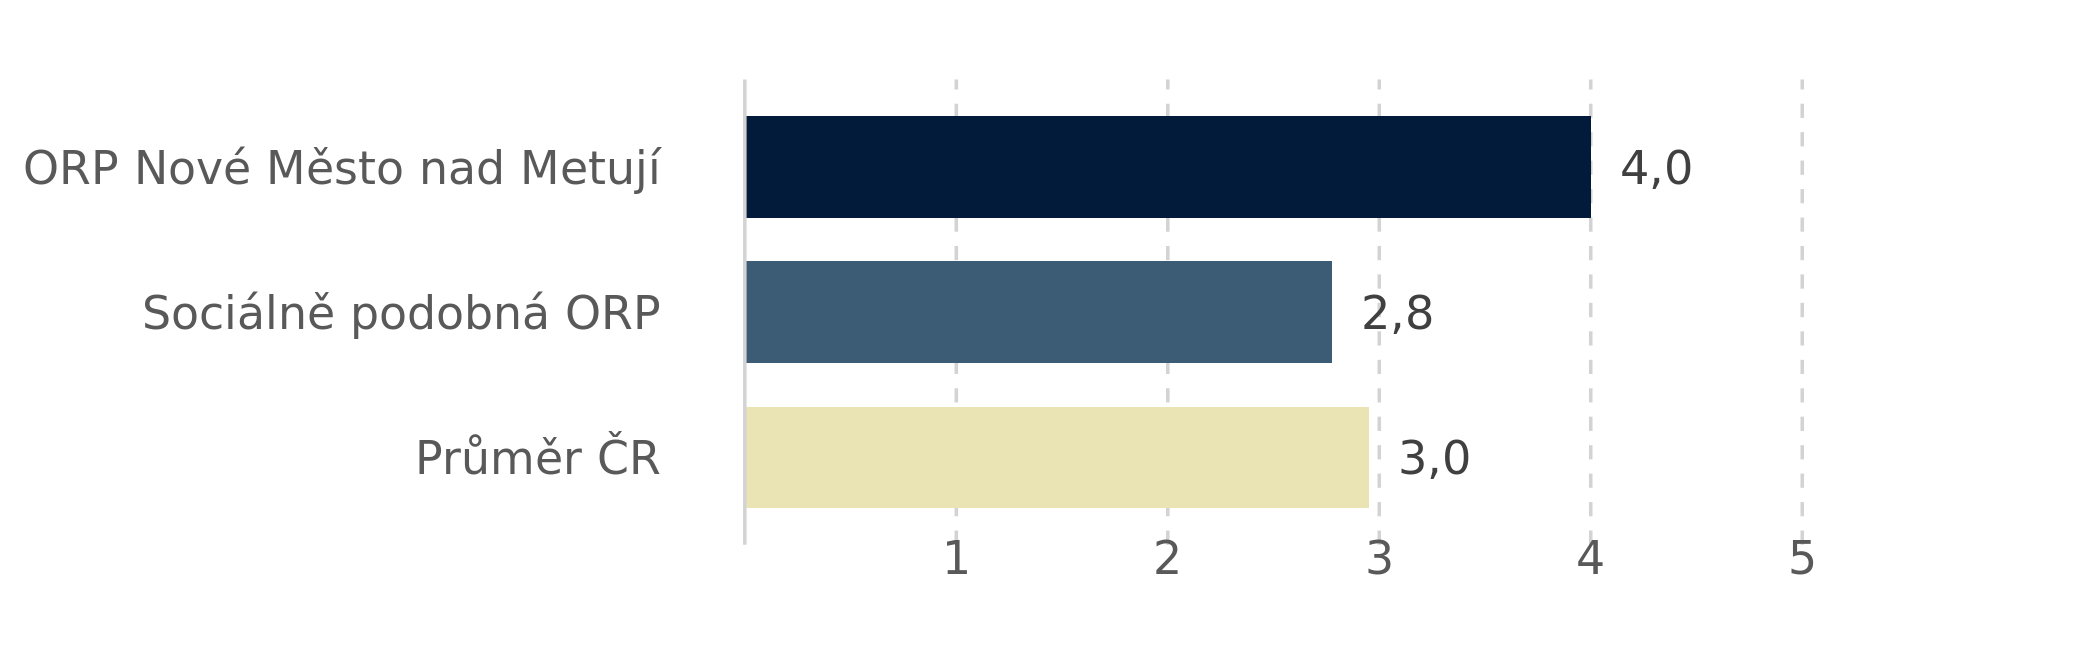 ORP Nové Město nad Metují
4,0
Sociálně podobná ORP
2,8
Průměr ČR
3,0
1 2 3 4 5